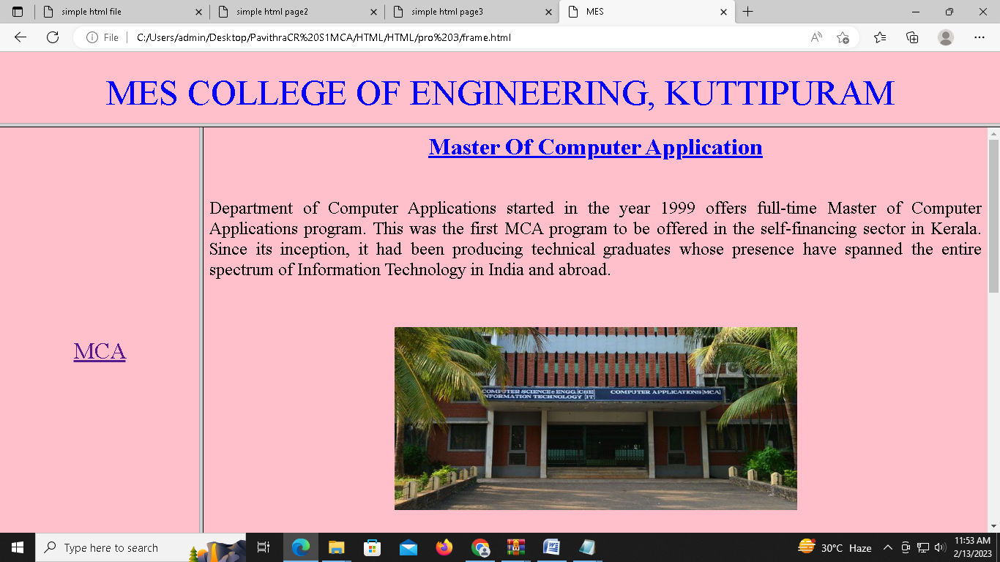 simple html file
simple html page2
simple html page3
MES
File
C:/Users/admin/Desktop/PavithraCR%20S1MCA/HTML/HTML/pro%203/frame.html
MES COLLEGE OF ENGINEERING, KUTTIPURAM
MCA
Master Of Computer Application
Department of Computer Applications started in the year 1999 offers full-time Master of Computer
Applications program. This was the first MCA program to be offered in the self-financing sector in Kerala.
Since its inception, it had been producing technical graduates whose presence have spanned the entire
spectrum of Information Technology in India and abroad.
COMPUTER SCIENCE & ENGG.(CSE) COMPUTER APPLICATIONS(MCA)
INFORMATION TECHNOLOGY (IT)
Type here to search
30°C Haze
11:53 AM
2/13/2023